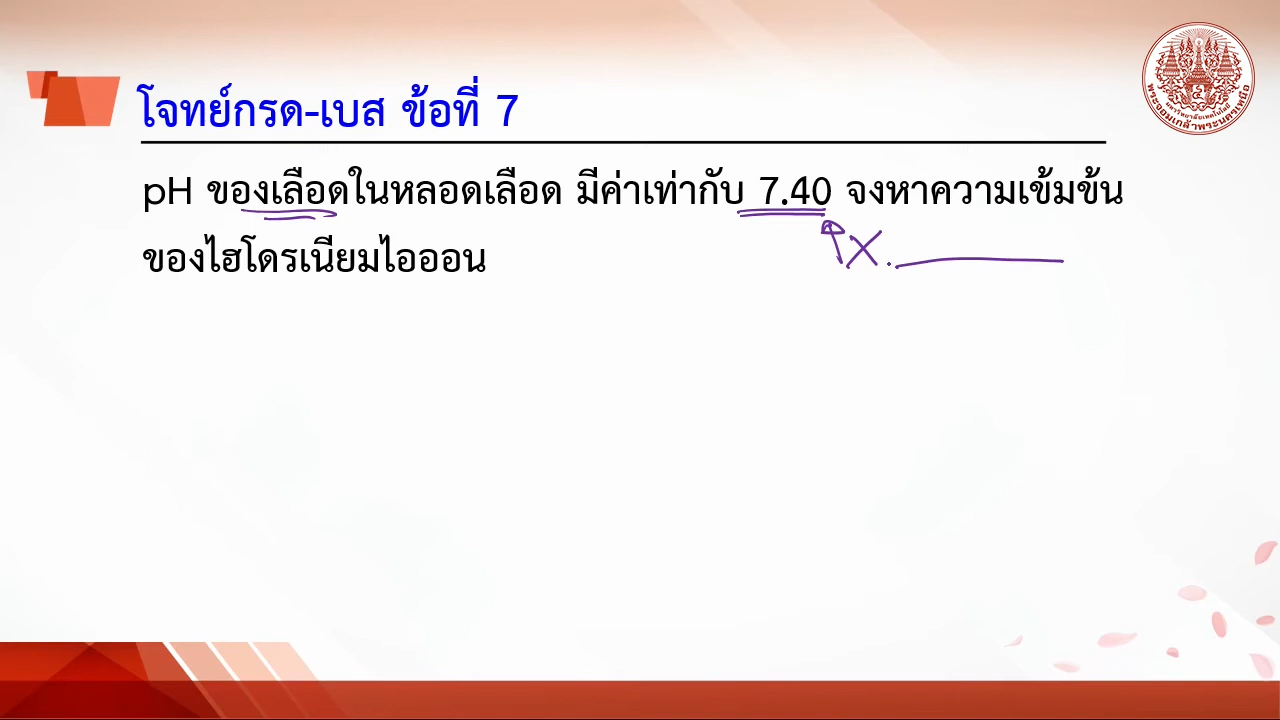 โจทย์กรด-เบส ข้อที่ 7
pH ของเลือดในหลอดเลือด มีค่าเท่ากับ 7.40 จงหาความเข้มข้น
ของไฮโดรเนียมไอออน
X.